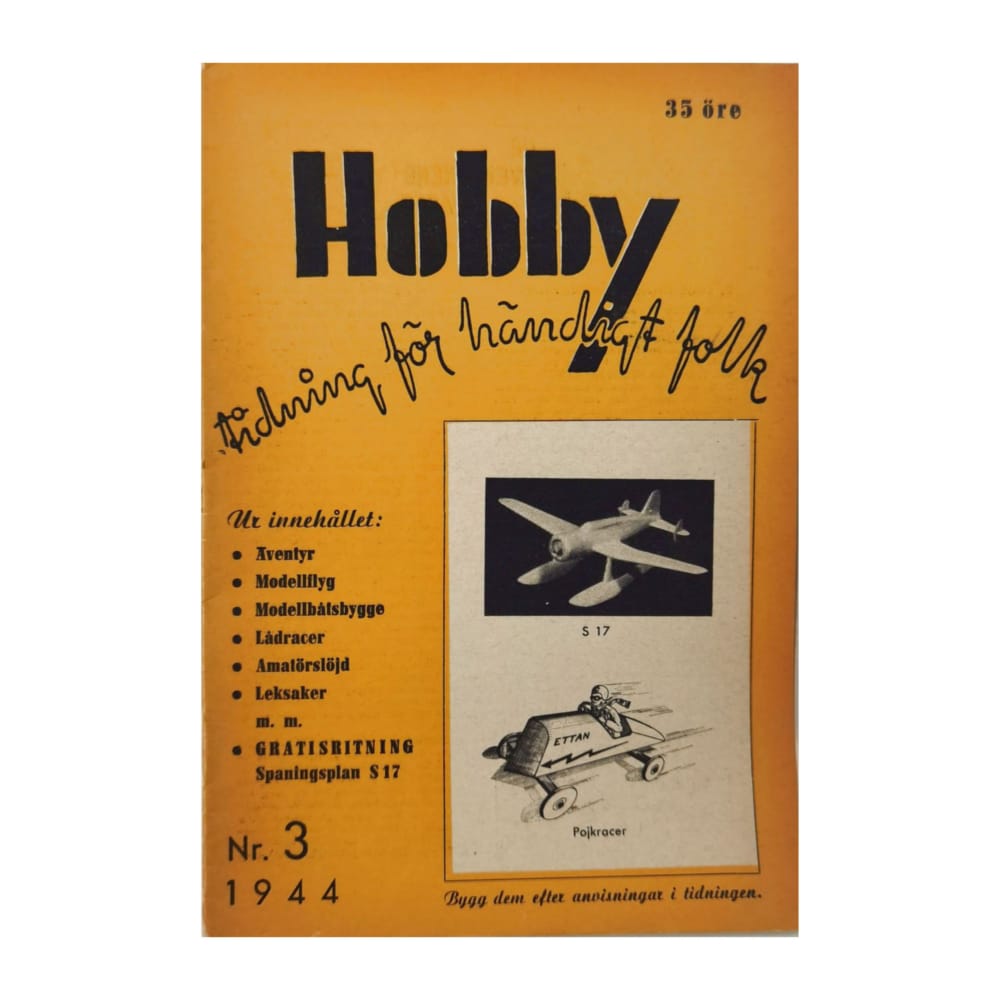 35 öre
Hobby
Tidning för händigt folk
Ur innehållet:
• Äventyr
• Modellflyg
• Modellbåtsbygge
• Lådracer
• Amatörslöjd
• Leksaker
m. m.
• GRATISRITNING
Spaningsplan S17
Nr. 3
1944
S 17
ETTAN
Pojkracer
Bygg dem efter anvisningar i tidningen.